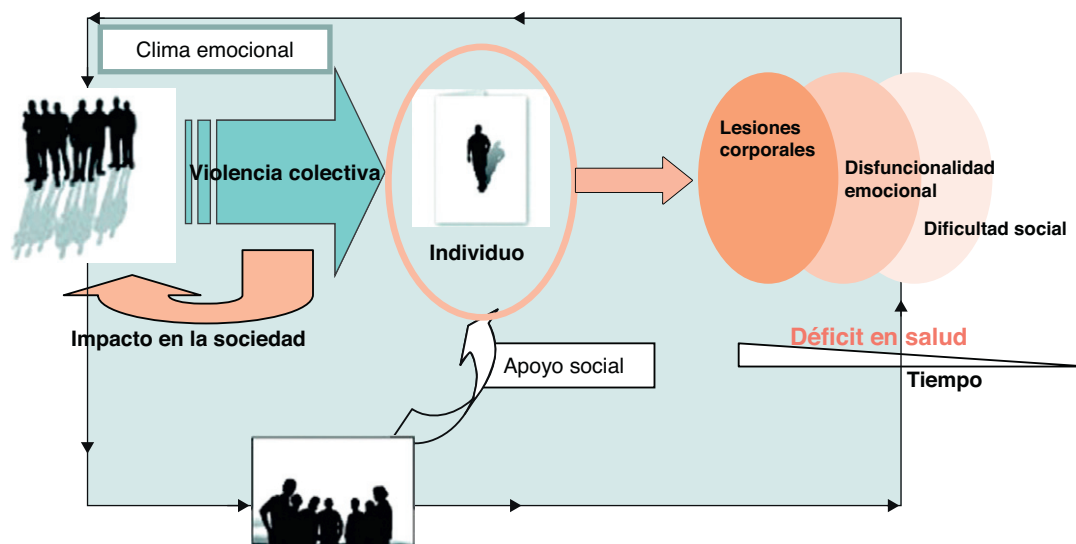 Clima emocional
Violencia colectiva
Individuo
Lesiones
corporales
Disfuncionalidad
emocional
Dificultad social
Impacto en la sociedad
Apoyo social
Déficit en salud
Tiempo